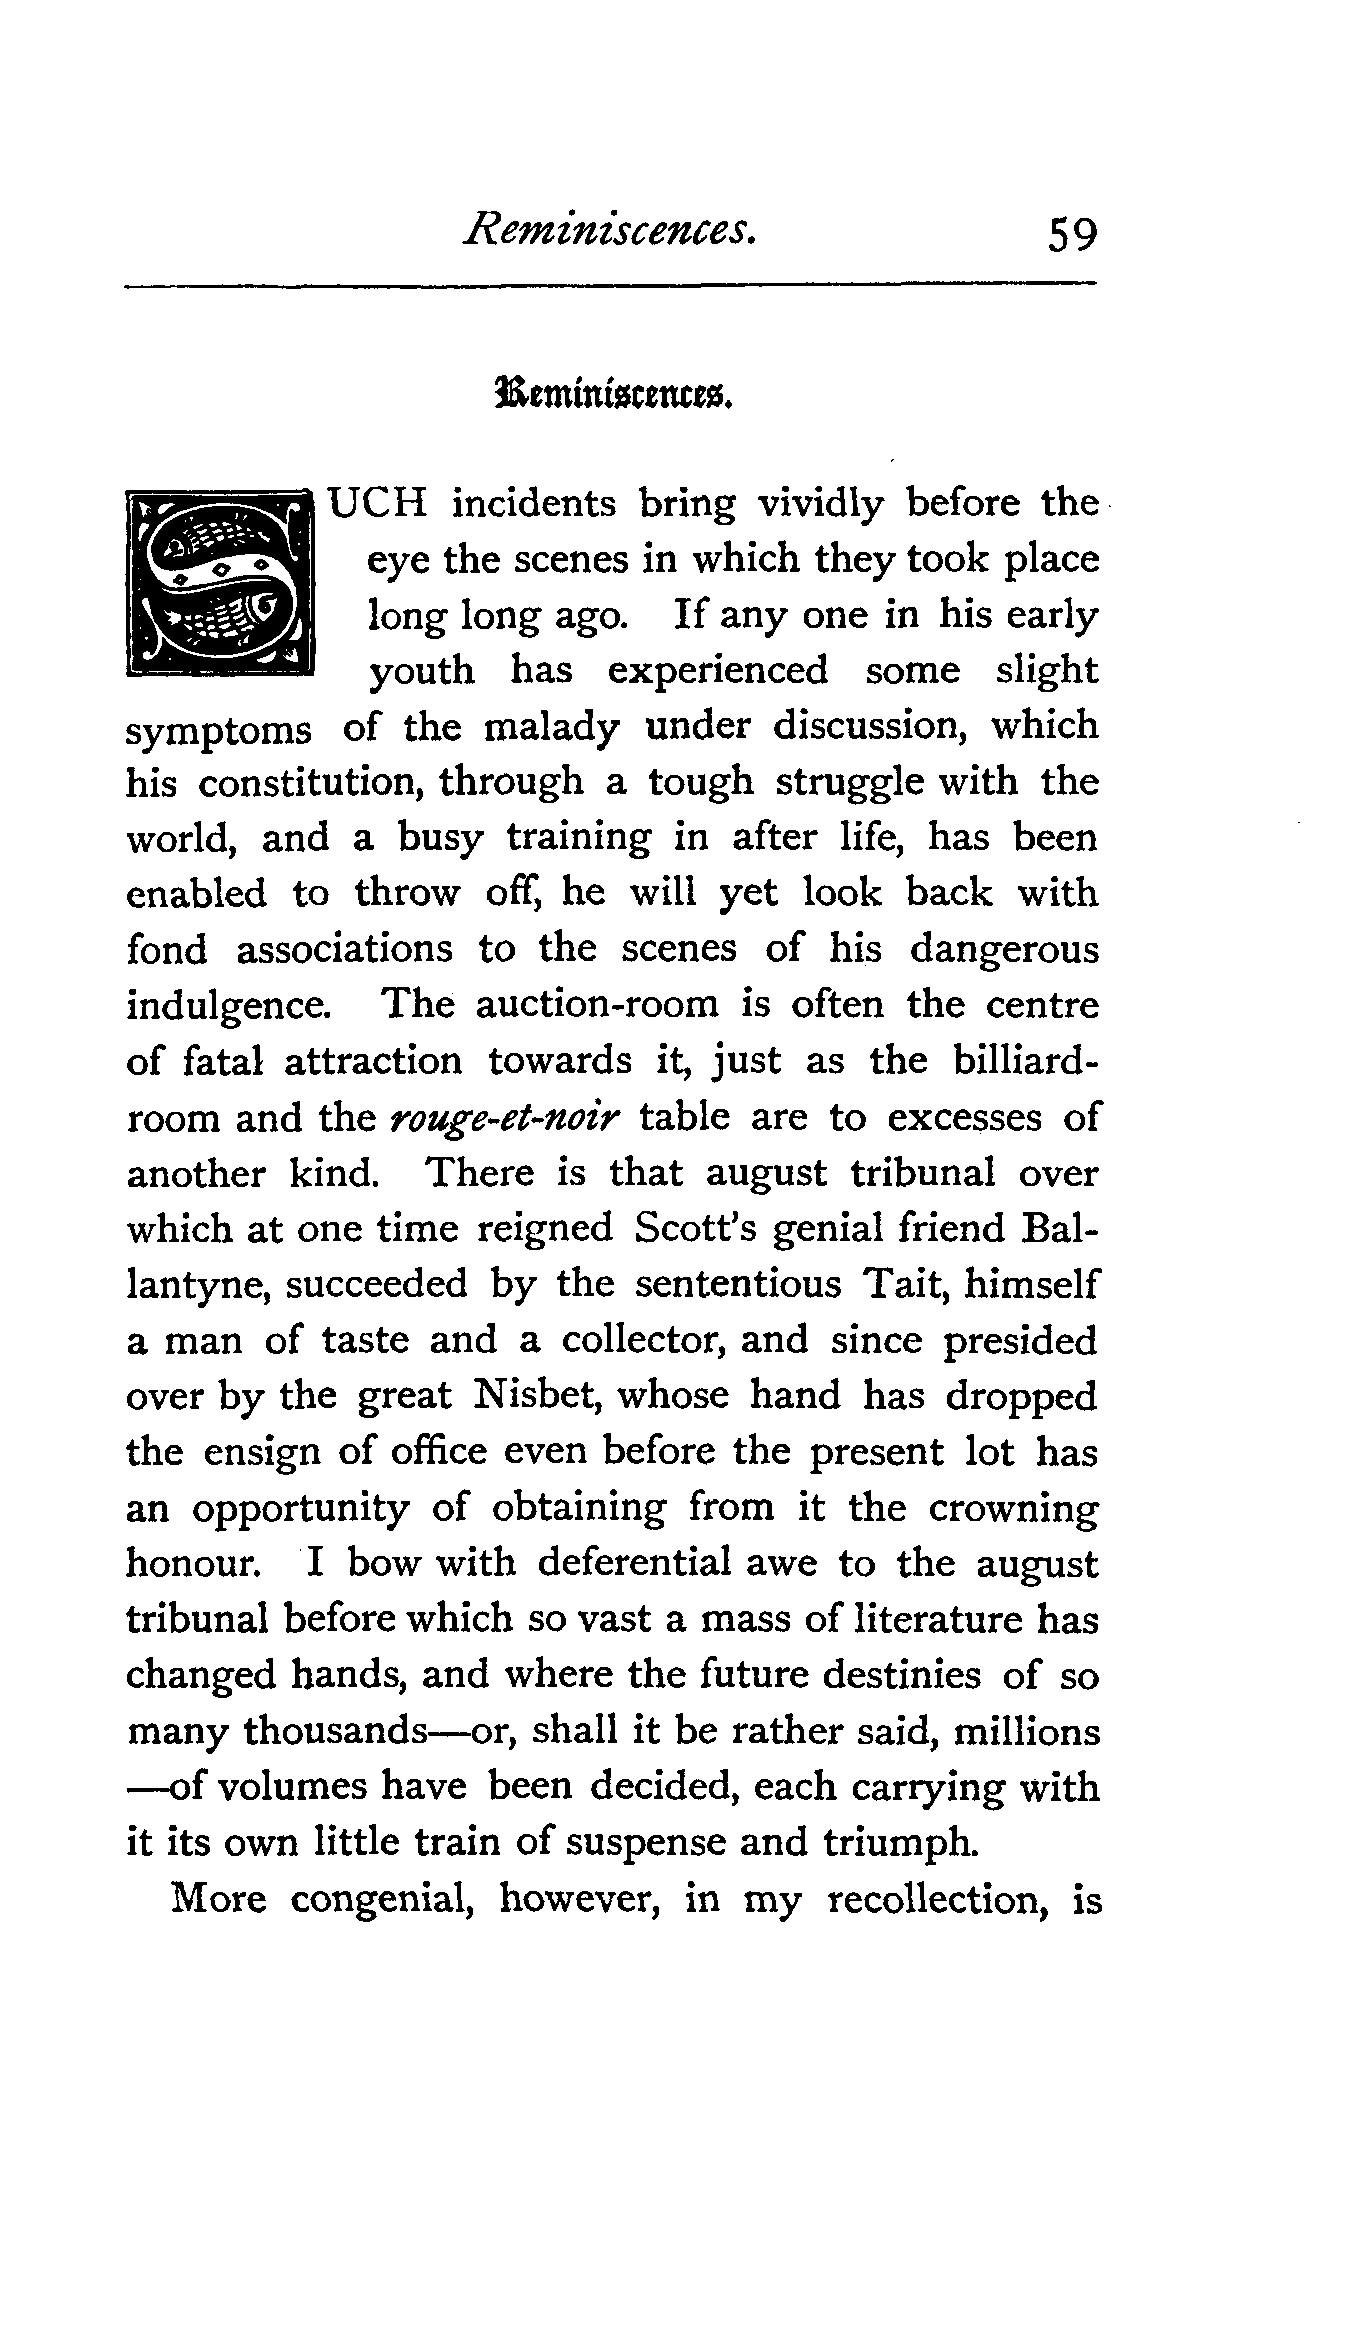 Reminiscences. 59
Reminiscences.
SUCH incidents bring vividly before the
eye the scenes in which they took place
long long ago. If any one in his early
youth has experienced some slight
symptoms of the malady under discussion, which
his constitution, through a tough struggle with the
world, and a busy training in after life, has been
enabled to throw off, he will yet look back with
fond associations to the scenes of his dangerous
indulgence. The auction-room is often the centre
of fatal attraction towards it, just as the billiard-
room and the rouge-et-noir table are to excesses of
another kind. There is that august tribunal over
which at one time reigned Scott's genial friend Bal-
lantyne, succeeded by the sententious Tait, himself
a man of taste and a collector, and since presided
over by the great Nisbet, whose hand has dropped
the ensign of office even before the present lot has
an opportunity of obtaining from it the crowning
honour. I bow with deferential awe to the august
tribunal before which so vast a mass of literature has
changed hands, and where the future destinies of so
many thousands—or, shall it be rather said, millions
—of volumes have been decided, each carrying with
it its own little train of suspense and triumph.
More congenial, however, in my recollection, is